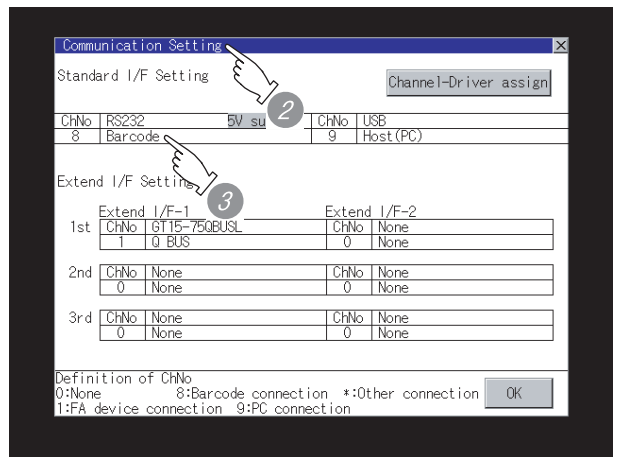 Communication Setting ×
Standard I/F Setting
Channel-Driver assign
2
ChNo RS232 5V su ChNo USB
8 Barcode 9 Host(PC)
Extend I/F Setting
3
Extend I/F-1 Extend I/F-2
1st ChNo GT15-75QBUSL ChNo None
1 Q BUS 0 None
2nd ChNo None ChNo None
0 None 0 None
3rd ChNo None ChNo None
0 None 0 None
Definition of ChNo
0:None 8:Barcode connection *:Other connection OK
1:FA device connection 9:PC connection